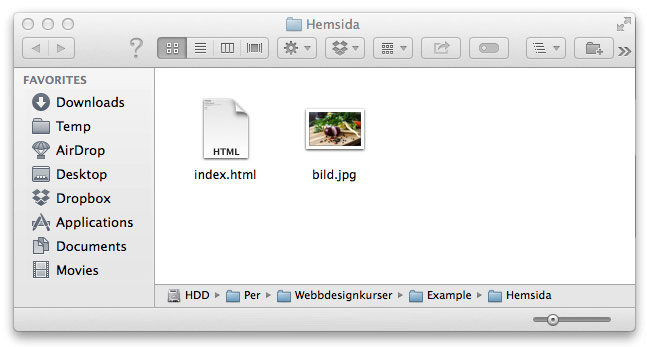 Hemsida
?
FAVORITES
Downloads
Temp
AirDrop
Desktop
Dropbox
Applications
Documents
Movies
HTML
index.html
bild.jpg
HDD ▸ Per ▸ Webbdesignkurser ▸ Example ▸ Hemsida